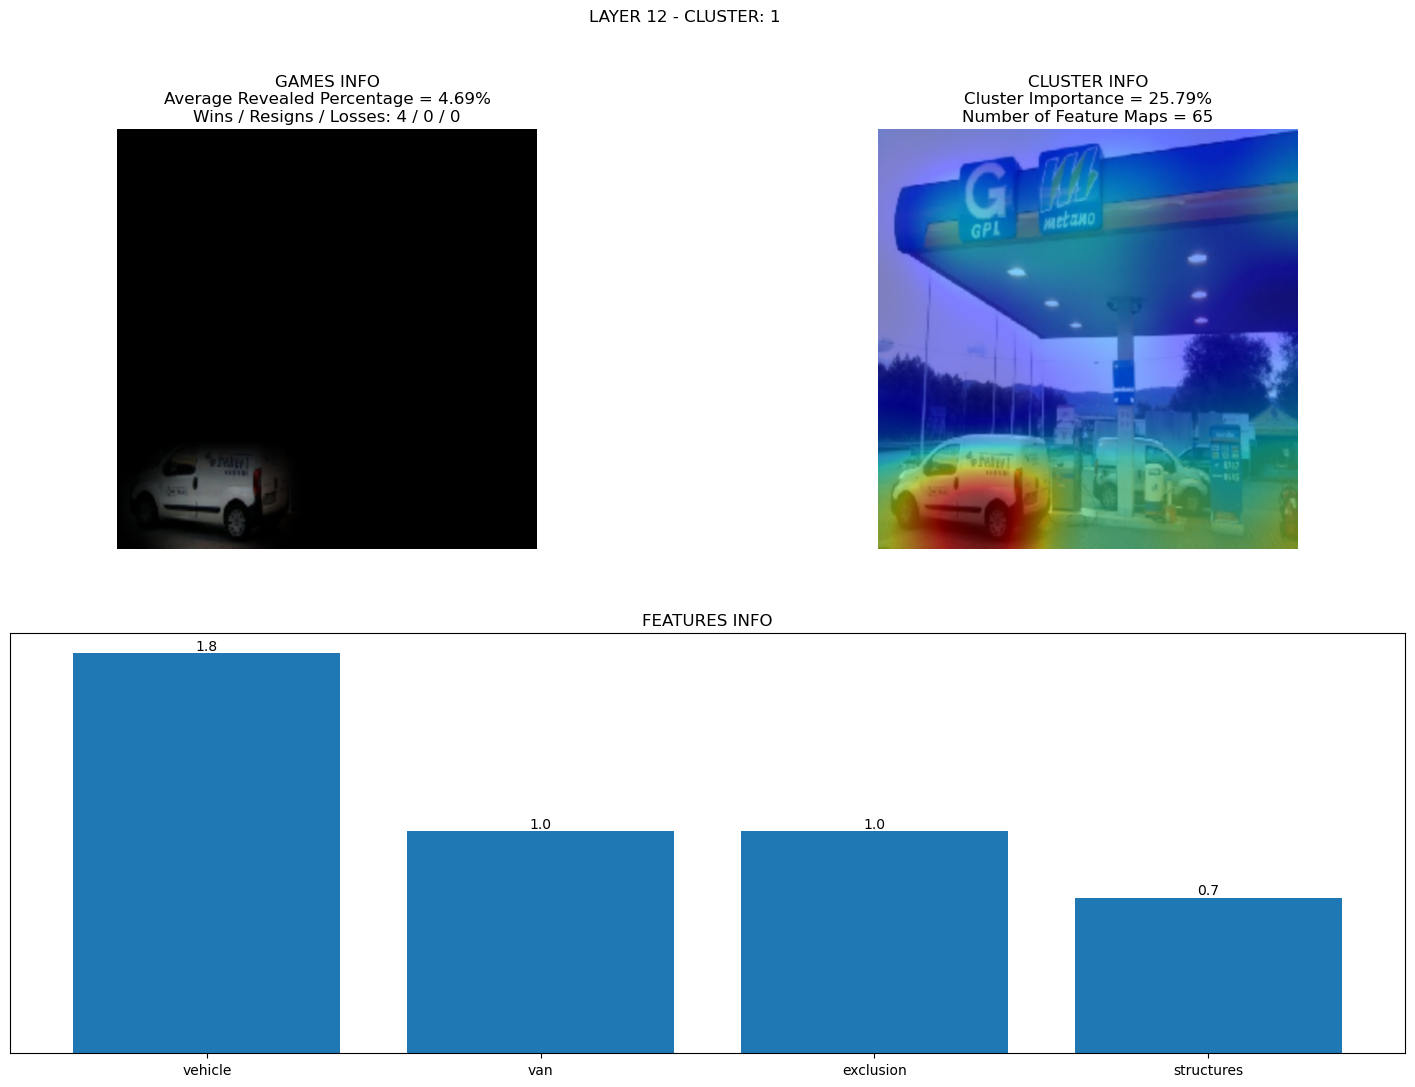 LAYER 12 - CLUSTER: 1
GAMES INFO
Average Revealed Percentage = 4.69%
Wins / Resigns / Losses: 4 / 0 / 0
CLUSTER INFO
Cluster Importance = 25.79%
Number of Feature Maps = 65
G
GPL
metano
FEATURES INFO
1.8
1.0
1.0
0.7
vehicle
van
exclusion
structures